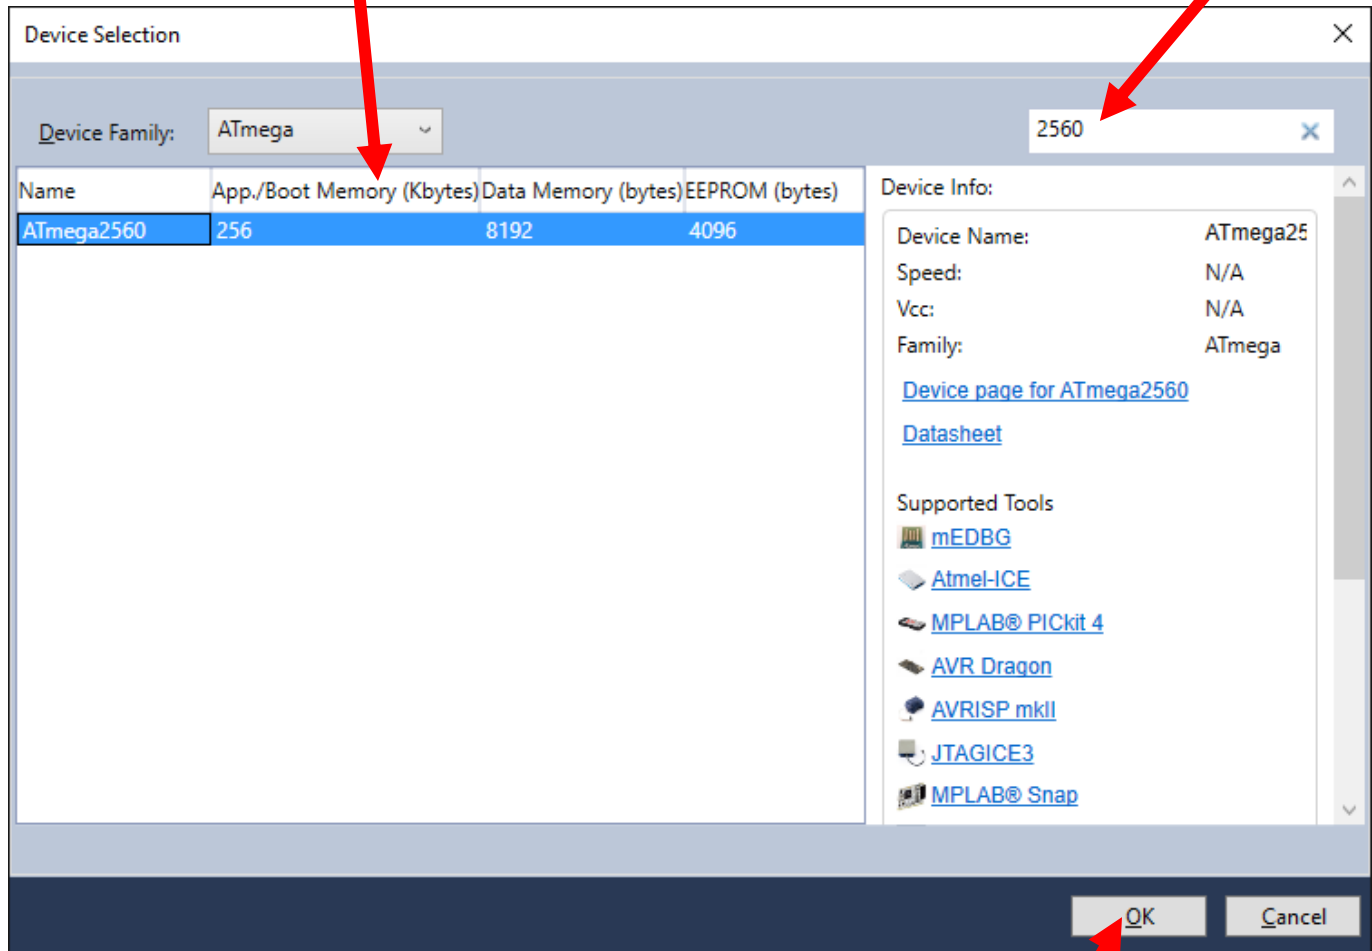 Device Selection
Device Family: ATmega 2560
Name App./Boot Memory (Kbytes) Data Memory (bytes) EEPROM (bytes)
ATmega2560 256 8192 4096
Device Info:
Device Name: ATmega25
Speed: N/A
Vcc: N/A
Family: ATmega
Device page for ATmega2560
Datasheet
Supported Tools
mEDBG
Atmel-ICE
MPLAB® PICkit 4
AVR Dragon
AVRISP mkII
JTAGICE3
MPLAB® Snap
OK Cancel